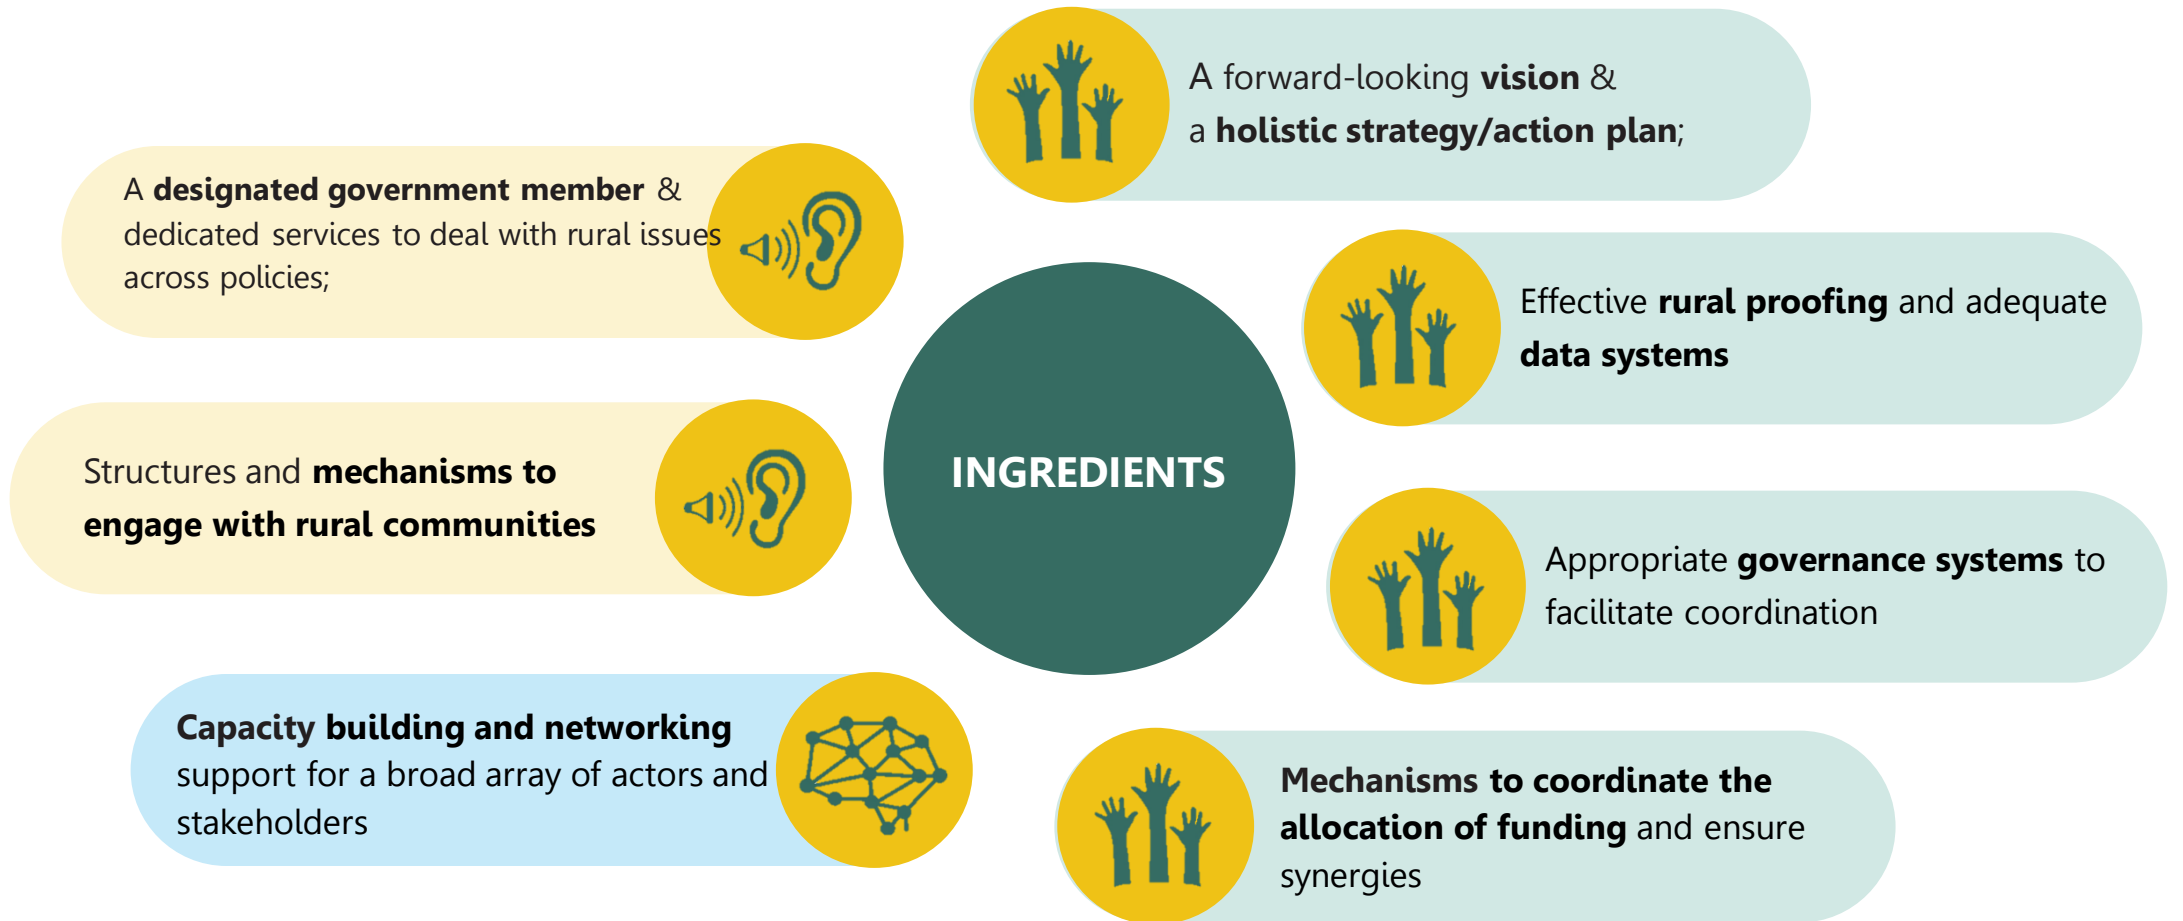 A forward-looking vision &
a holistic strategy/action plan;
A designated government member &
dedicated services to deal with rural issues
across policies;
Effective rural proofing and adequate
data systems
INGREDIENTS
Structures and mechanisms to
engage with rural communities
Appropriate governance systems to
facilitate coordination
Capacity building and networking
support for a broad array of actors and
stakeholders
Mechanisms to coordinate the
allocation of funding and ensure
synergies